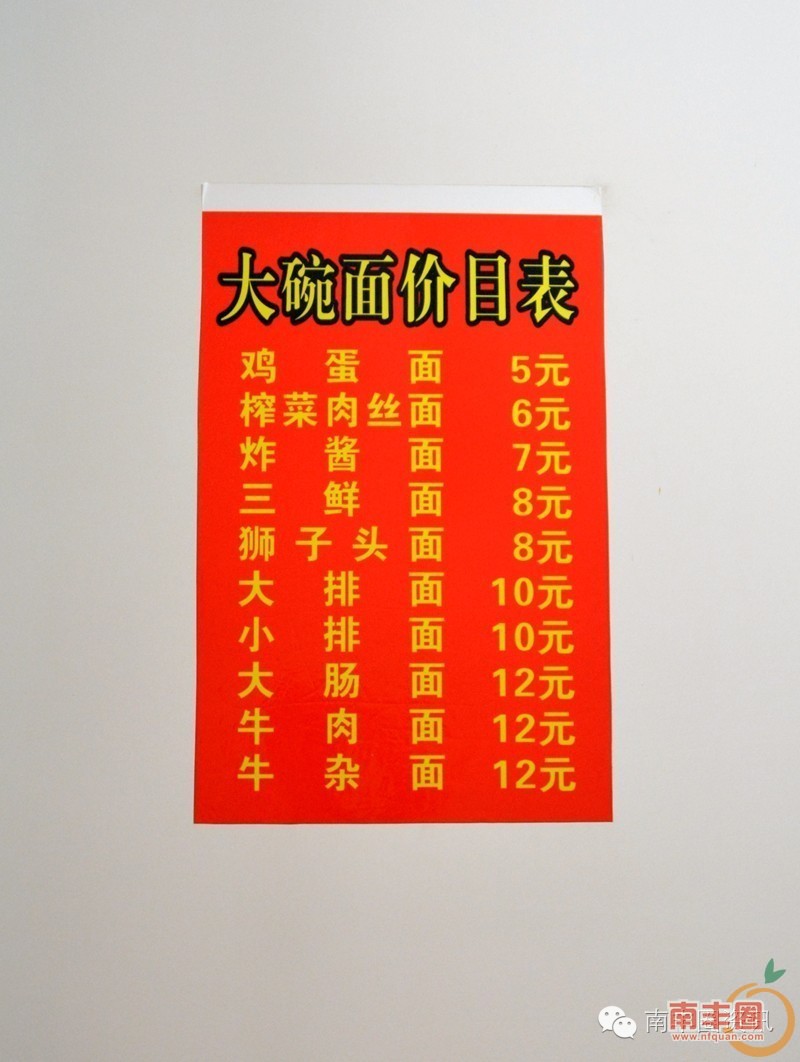 大碗面价目表
鸡蛋面 5元
榨菜肉丝面 6元
炸酱面 7元
三鲜面 8元
狮子头面 8元
大排面 10元
小排面 10元
大肠面 12元
牛肉面 12元
牛杂面 12元
南丰圈
www.nfquan.com